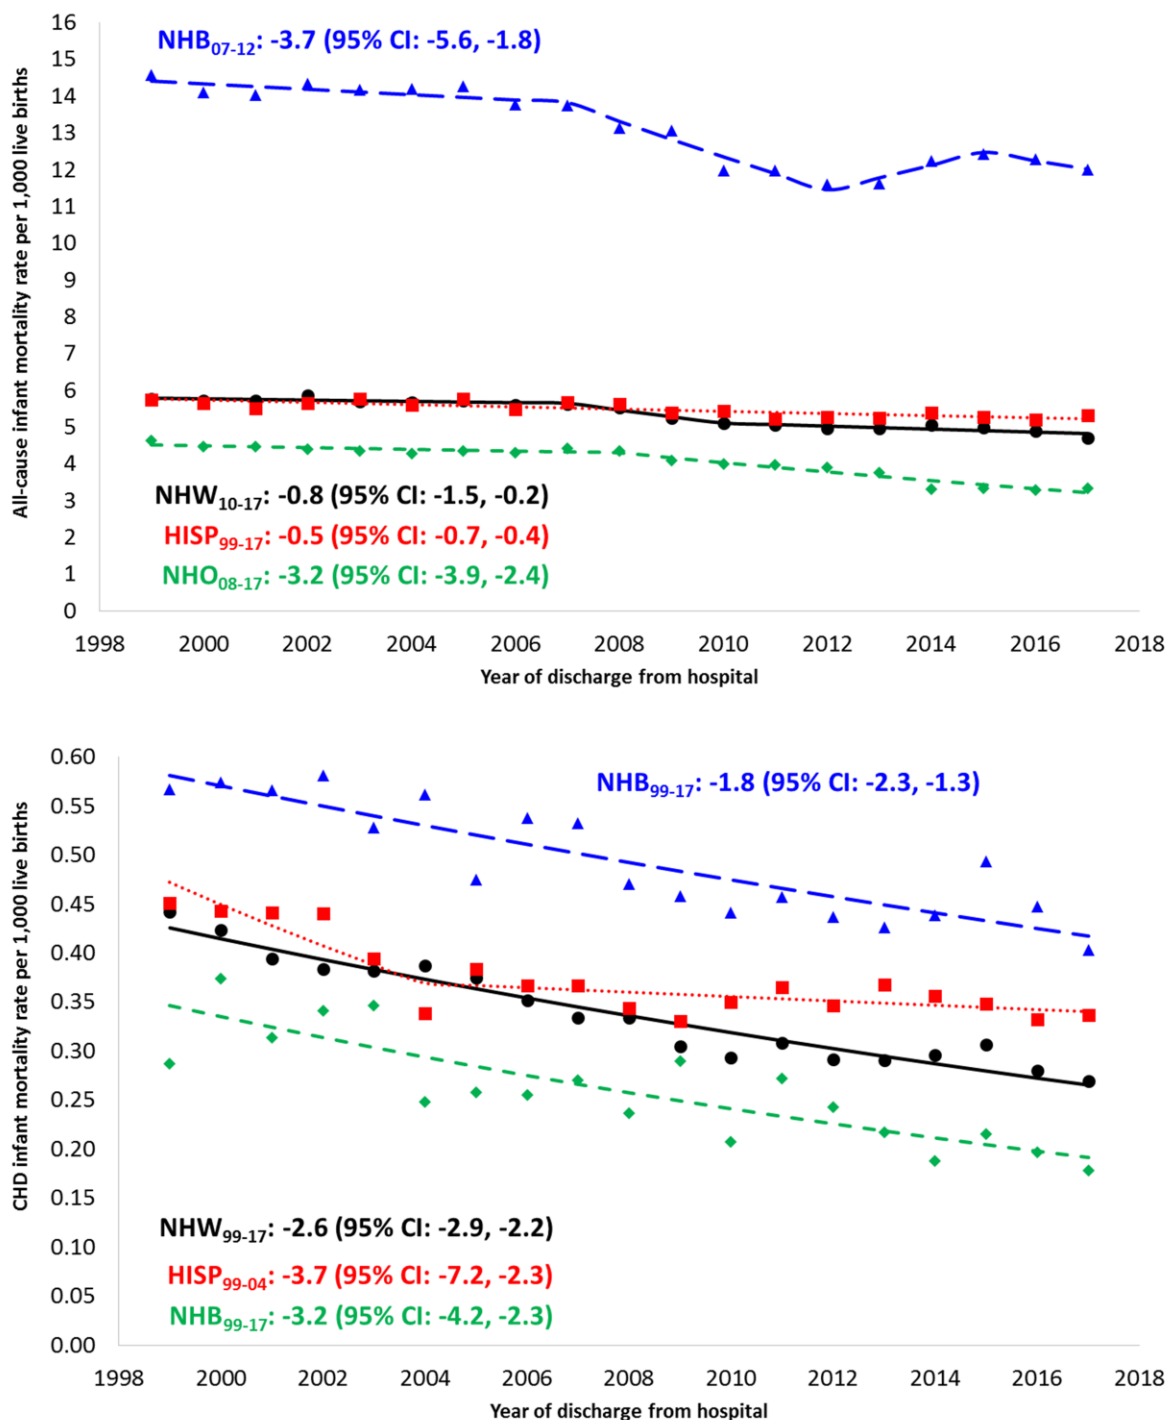 All-cause infant mortality rate per 1,000 live births
16
15
14
13
12
11
10
9
8
7
6
5
4
3
2
1
0
NHB07-12: -3.7 (95% CI: -5.6, -1.8)
NHW10-17: -0.8 (95% CI: -1.5, -0.2)
HISP99-17: -0.5 (95% CI: -0.7, -0.4)
NHO08-17: -3.2 (95% CI: -3.9, -2.4)
1998 2000 2002 2004 2006 2008 2010 2012 2014 2016 2018
Year of discharge from hospital
CHD infant mortality rate per 1,000 live births
0.60
0.55
0.50
0.45
0.40
0.35
0.30
0.25
0.20
0.15
0.10
0.05
0.00
NHB99-17: -1.8 (95% CI: -2.3, -1.3)
NHW99-17: -2.6 (95% CI: -2.9, -2.2)
HISP99-04: -3.7 (95% CI: -7.2, -2.3)
NHB99-17: -3.2 (95% CI: -4.2, -2.3)
1998 2000 2002 2004 2006 2008 2010 2012 2014 2016 2018
Year of discharge from hospital